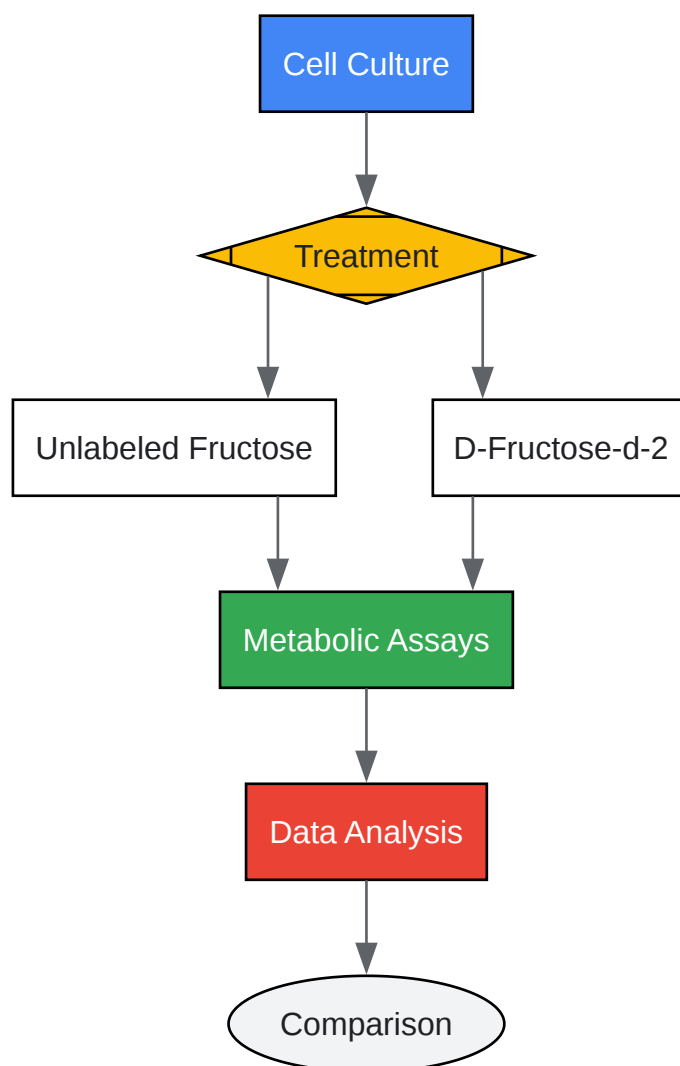 Cell Culture
Treatment
Unlabeled Fructose
D-Fructose-d-2
Metabolic Assays
Data Analysis
Comparison